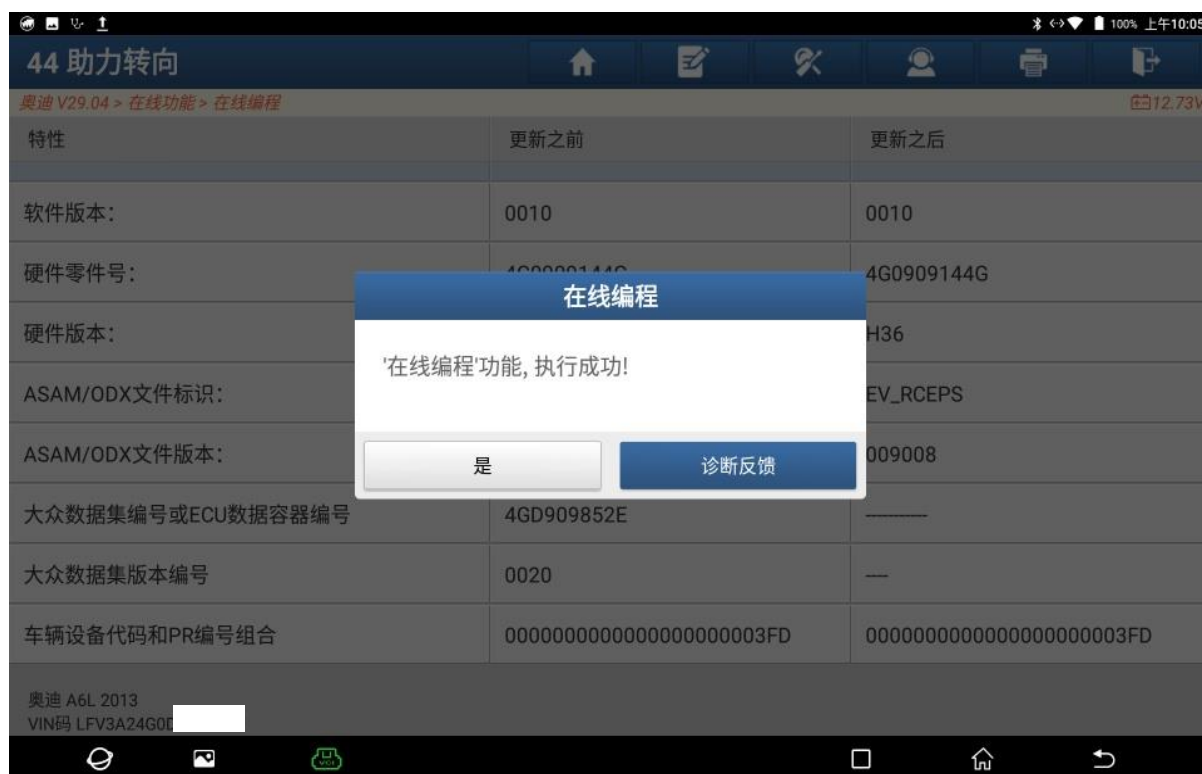 100% 上午10:05
44 助力转向
奥迪 V29.04 > 在线功能 > 在线编程
12.73V
特性 更新之前 更新之后
软件版本: 0010 0010
硬件零件号: 4G0909144G
在线编程
硬件版本: H36
'在线编程'功能, 执行成功!
ASAM/ODX文件标识: EV_RCEPS
ASAM/ODX文件版本: 009008
是 诊断反馈
大众数据集编号或ECU数据容器编号 4GD909852E -----------
大众数据集版本编号 0020 ----
车辆设备代码和PR编号组合 0000000000000000000003FD 0000000000000000000003FD
奥迪 A6L 2013
VIN码 LFV3A24G0D
VCI